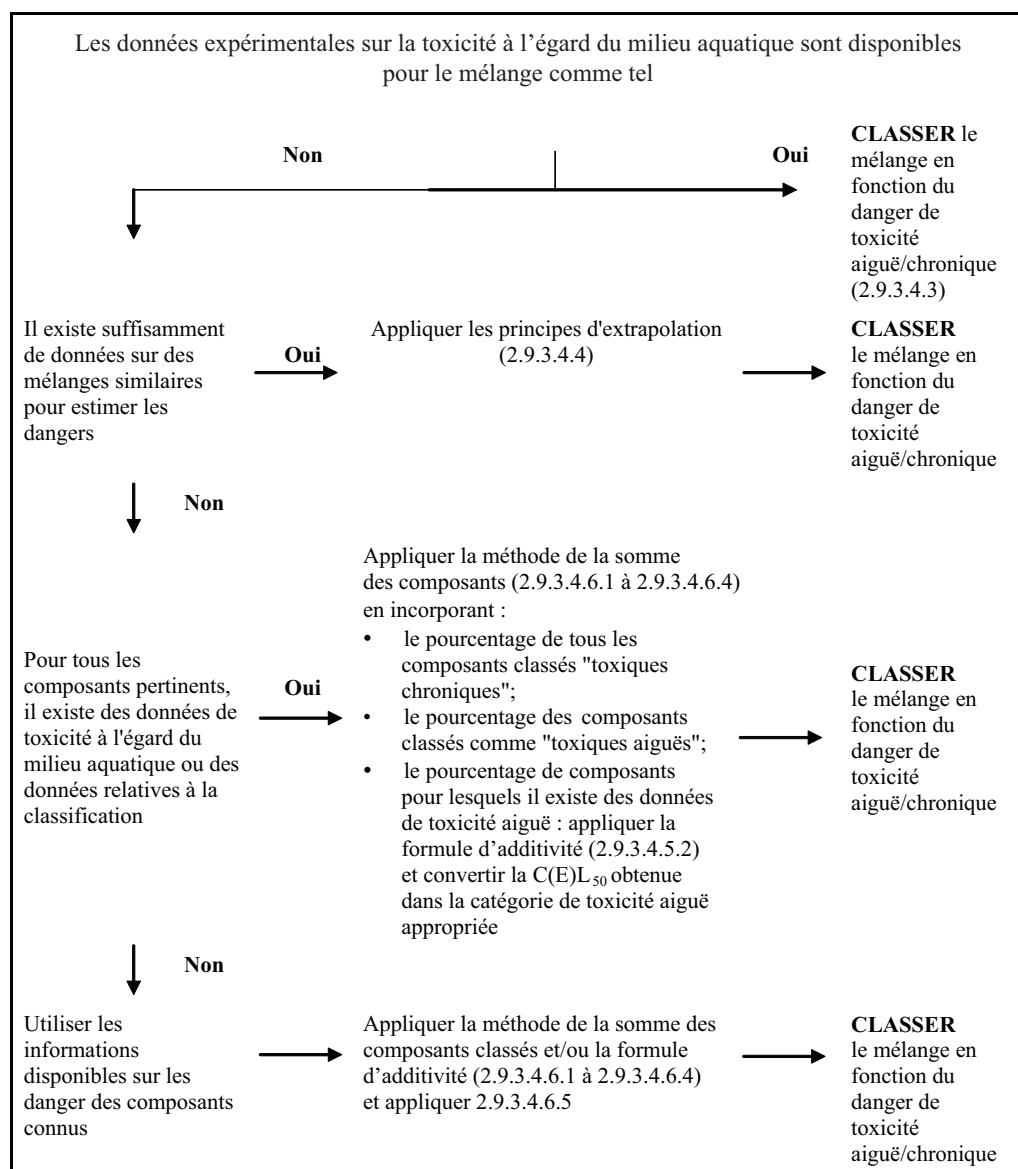 Les données expérimentales sur la toxicité à l'égard du milieu aquatique sont disponibles
pour le mélange comme tel
Non
Oui
CLASSER le
mélange en
fonction du
danger de
toxicité
aiguë/chronique
(2.9.3.4.3)
Il existe suffisamment
de données sur des
mélanges similaires
pour estimer les
dangers
Oui
Appliquer les principes d'extrapolation
(2.9.3.4.4)
CLASSER
le mélange en
fonction du
danger de
toxicité
aiguë/chronique
Non
Pour tous les
composants pertinents,
il existe des données de
toxicité à l'égard du
milieu aquatique ou des
données relatives à la
classification
Oui
Appliquer la méthode de la somme
des composants (2.9.3.4.6.1 à 2.9.3.4.6.4)
en incorporant :
• le pourcentage de tous les
composants classés "toxiques
chroniques";
• le pourcentage des composants
classés comme "toxiques aiguës";
• le pourcentage de composants
pour lesquels il existe des données
de toxicité aiguë : appliquer la
formule d'additivité (2.9.3.4.5.2)
et convertir la C(E)L50 obtenue
dans la catégorie de toxicité aiguë
appropriée
CLASSER
le mélange en
fonction du
danger de
toxicité
aiguë/chronique
Non
Utiliser les
informations
disponibles sur les
danger des composants
connus
Appliquer la méthode de la somme des
composants classés et/ou la formule
d'additivité (2.9.3.4.6.1 à 2.9.3.4.6.4)
et appliquer 2.9.3.4.6.5
CLASSER
le mélange en
fonction du
danger de
toxicité
aiguë/chronique